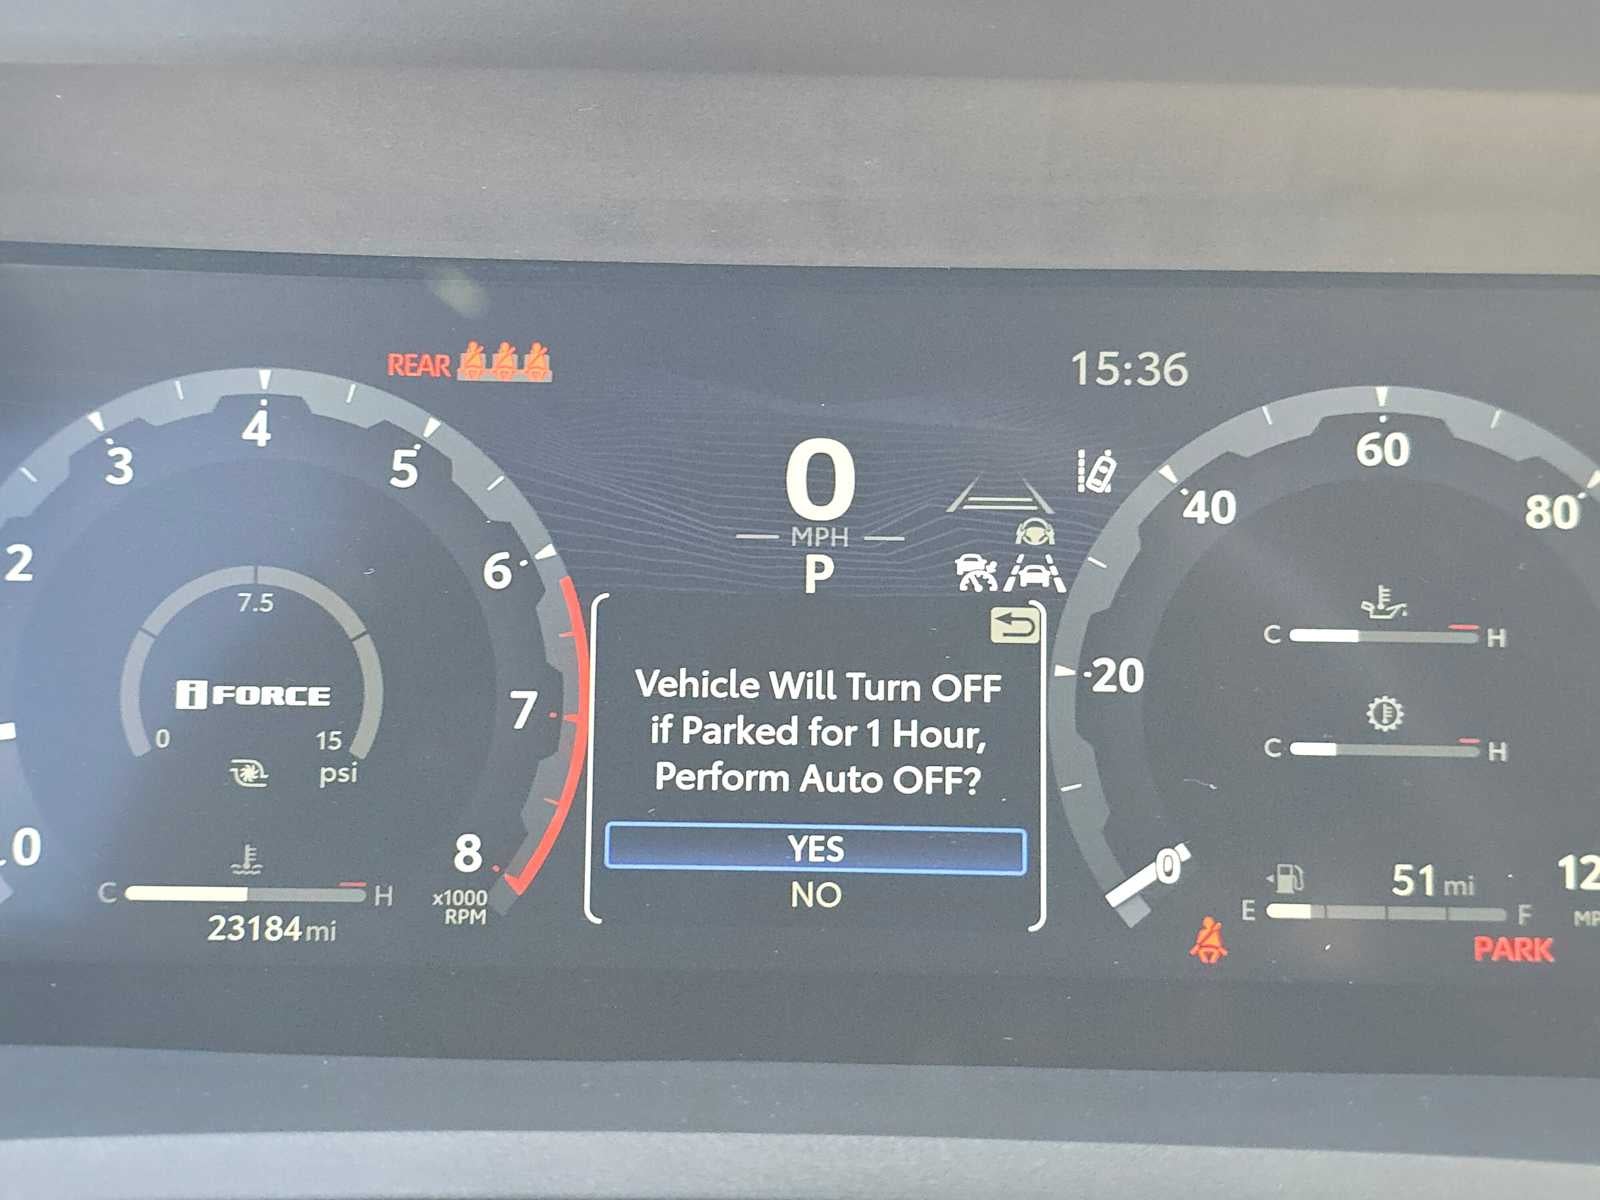 REAR
15:36
2
3
4
5
6
7
8
x1000
RPM
7.5
i FORCE
0
15
psi
C
H
23184 mi
0
MPH
P
Vehicle Will Turn OFF
if Parked for 1 Hour,
Perform Auto OFF?
YES
NO
0
20
40
60
80
C
H
C
H
51 mi
E
F
PARK